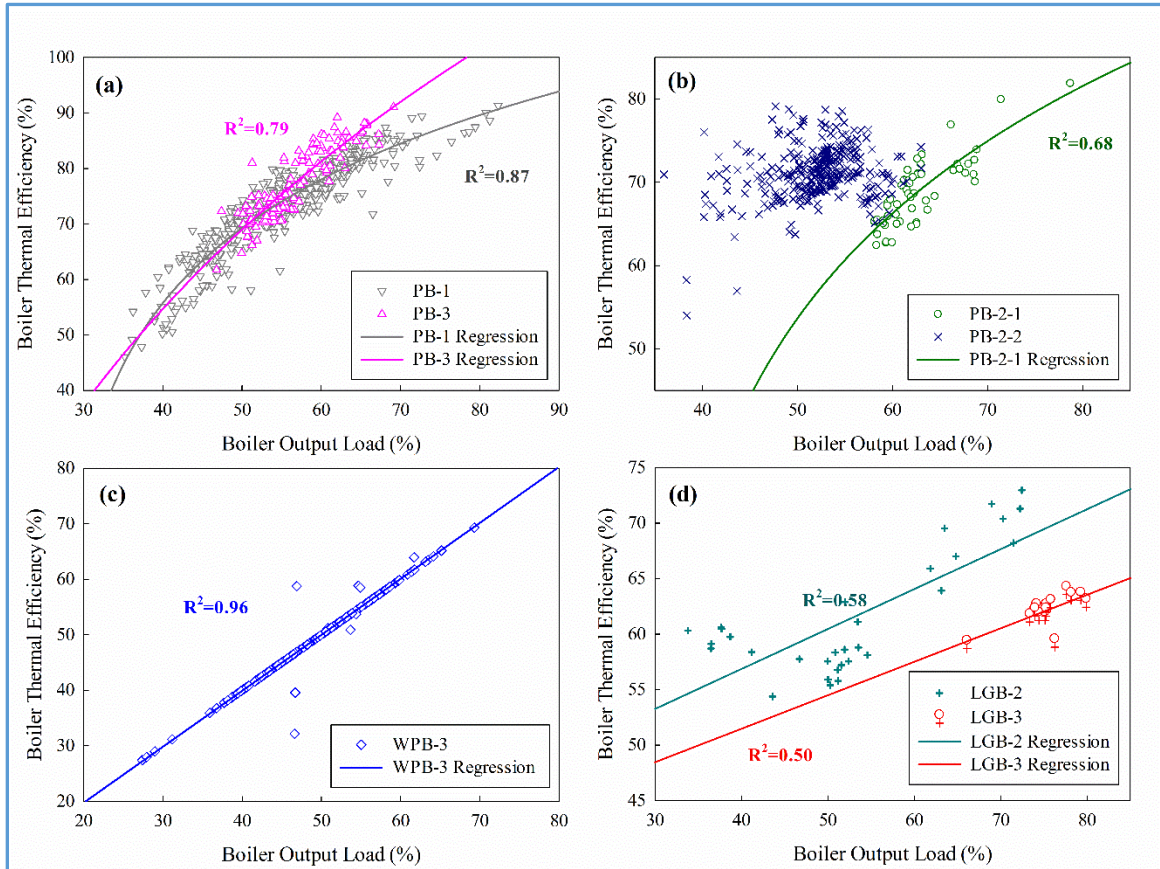 (a)
100
90
80
70
60
50
40
Boiler Thermal Efficiency (%)
R²=0.79
R²=0.87
PB-1
PB-3
PB-1 Regression
PB-3 Regression
30 40 50 60 70 80 90
Boiler Output Load (%)
(b)
80
70
60
50
Boiler Thermal Efficiency (%)
R²=0.68
PB-2-1
PB-2-2
PB-2-1 Regression
40 50 60 70 80
Boiler Output Load (%)
(c)
80
70
60
50
40
30
20
Boiler Thermal Efficiency (%)
R²=0.96
WPB-3
WPB-3 Regression
20 30 40 50 60 70 80
Boiler Output Load (%)
(d)
75
70
65
60
55
50
45
Boiler Thermal Efficiency (%)
R²=0.58
R²=0.50
LGB-2
LGB-3
LGB-2 Regression
LGB-3 Regression
30 40 50 60 70 80
Boiler Output Load (%)